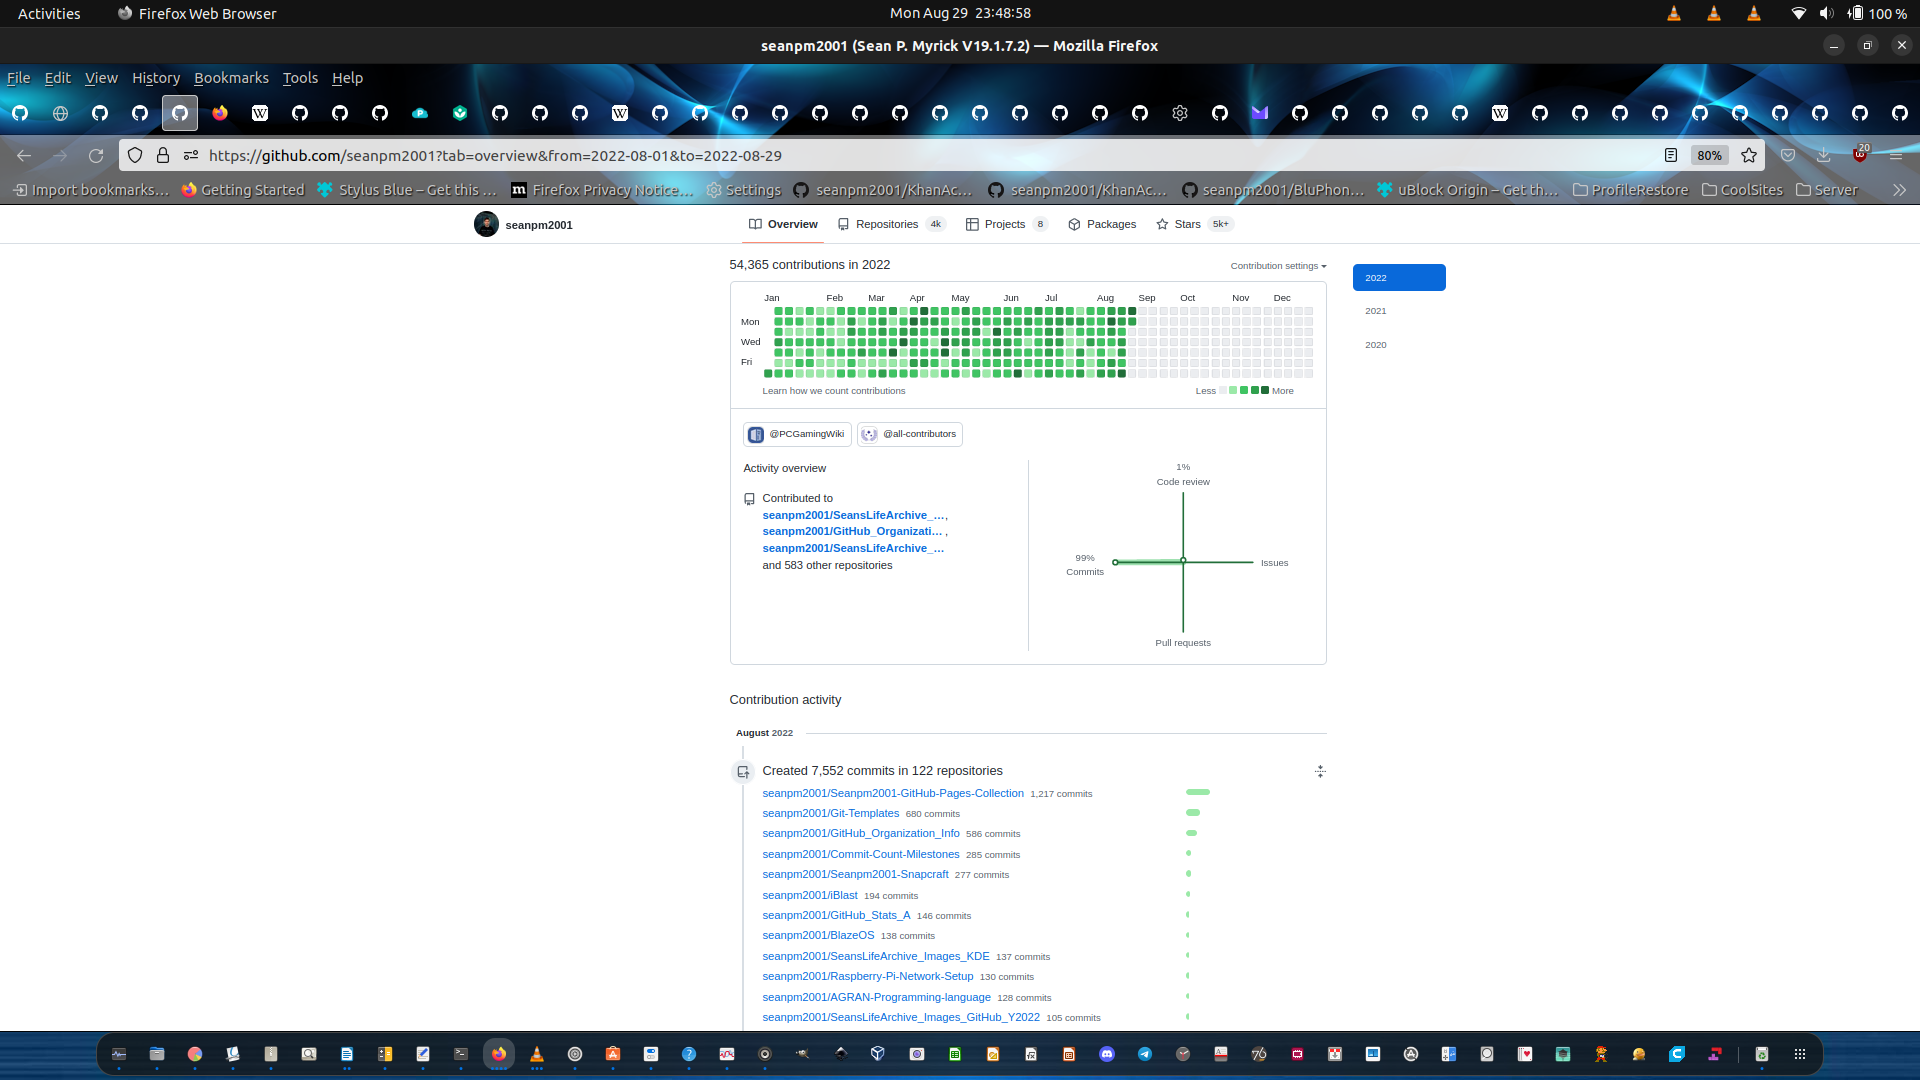 Activities Firefox Web Browser Mon Aug 29 23:48:58 100 %
seanpm2001 (Sean P. Myrick V19.1.7.2) — Mozilla Firefox
File Edit View History Bookmarks Tools Help
https://github.com/seanpm2001?tab=overview&from=2022-08-01&to=2022-08-29 80% 20
Import bookmarks… Getting Started Stylus Blue – Get this … Firefox Privacy Notice… Settings seanpm2001/KhanAc… seanpm2001/KhanAc… seanpm2001/BluPhon… uBlock Origin – Get th… ProfileRestore CoolSites Server
seanpm2001 Overview Repositories 4k Projects 8 Packages Stars 5k+
54,365 contributions in 2022 Contribution settings
2022
2021
2020
Jan Feb Mar Apr May Jun Jul Aug Sep Oct Nov Dec
Mon
Wed
Fri
Learn how we count contributions Less More
@PCGamingWiki @all-contributors
Activity overview
Contributed to
seanpm2001/SeansLifeArchive_… ,
seanpm2001/GitHub_Organizati… ,
seanpm2001/SeansLifeArchive_…
and 583 other repositories
1%
Code review
99%
Commits
Issues
Pull requests
Contribution activity
August 2022
Created 7,552 commits in 122 repositories
seanpm2001/Seanpm2001-GitHub-Pages-Collection 1,217 commits
seanpm2001/Git-Templates 680 commits
seanpm2001/GitHub_Organization_Info 586 commits
seanpm2001/Commit-Count-Milestones 285 commits
seanpm2001/Seanpm2001-Snapcraft 277 commits
seanpm2001/iBlast 194 commits
seanpm2001/GitHub_Stats_A 146 commits
seanpm2001/BlazeOS 138 commits
seanpm2001/SeansLifeArchive_Images_KDE 137 commits
seanpm2001/Raspberry-Pi-Network-Setup 130 commits
seanpm2001/AGRAN-Programming-language 128 commits
seanpm2001/SeansLifeArchive_Images_GitHub_Y2022 105 commits